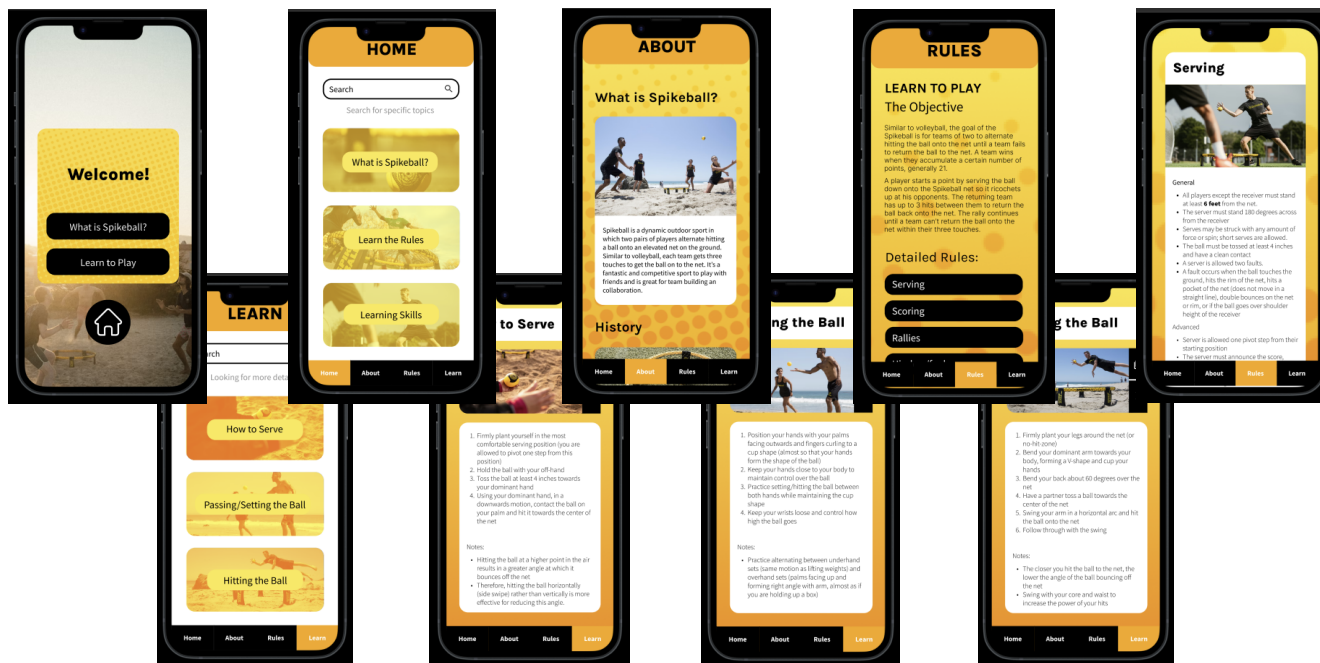 Welcome!
What is Spikeball?
Learn to Play
HOME
Search
Search for specific topics
What is Spikeball?
Learn the Rules
Learning Skills
Home About Rules Learn
ABOUT
What is Spikeball?
Spikeball is a dynamic outdoor sport in
which two pairs of players alternate hitting
a ball onto an elevated net on the ground.
Similar to volleyball, each team gets three
touches to get the ball on to the net. It's a
fantastic and competitive sport to play with
friends and is great for team building an
collaboration.
History
Home About Rules Learn
RULES
LEARN TO PLAY
The Objective
Similar to volleyball, the goal of the
Spikeball is for teams of two to alternate
hitting the ball onto the net until a team fails
to return the ball to the net. A team wins
when they accumulate a certain number of
points, generally 21.
A player starts a point by serving the ball
down onto the Spikeball net so it ricochets
up at his opponents. The returning team
has up to 3 hits between them to return the
ball back onto the net. The rally continues
until a team can't return the ball onto the
net within their three touches.
Detailed Rules:
Serving
Scoring
Rallies
Home About Rules Learn
Serving
General
• All players except the receiver must stand
at least 6 feet from the net.
• The server must stand 180 degrees across
from the receiver
• Serves may be struck with any amount of
force or spin; short serves are allowed.
• The ball must be tossed at least 4 inches
and have a clean contact
• A server is allowed two faults.
• A fault occurs when the ball touches the
ground, hits the rim of the net, hits a
pocket of the net (does not move in a
straight line), double bounces on the net
or rim, or if the ball goes over shoulder
height of the receiver
Advanced
• Server is allowed one pivot step from their
starting position
• The server must announce the score,
Home About Rules Learn
LEARN
rch
Looking for more deta
How to Serve
Passing/Setting the Ball
Hitting the Ball
Home About Rules Learn
to Serve
1. Firmly plant yourself in the most
comfortable serving position (you are
allowed to pivot one step from this
position)
2. Hold the ball with your off-hand
3. Toss the ball at least 4 inches towards
your dominant hand
4. Using your dominant hand, in a
downwards motion, contact the ball on
your palm and hit it towards the center of
the net
Notes:
• Hitting the ball at a higher point in the air
results in a greater angle at which it
bounces off the net
• Therefore, hitting the ball horizontally
(side swipe) rather than vertically is more
effective for reducing this angle.
Home About Rules Learn
ng the Ball
1. Position your hands with your palms
facing outwards and fingers curling to a
cup shape (almost so that your hands
form the shape of the ball)
2. Keep your hands close to your body to
maintain control over the ball
3. Practice setting/hitting the ball between
both hands while maintaining the cup
shape
4. Keep your wrists loose and control how
high the ball goes
Notes:
• Practice alternating between underhand
sets (same motion as lifting weights) and
overhand sets (palms facing up and
forming right angle with arm, almost as if
you are holding up a box)
Home About Rules Learn
g the Ball
1. Firmly plant your legs around the net (or
no-hit-zone)
2. Bend your dominant arm towards your
body, forming a V-shape and cup your
hands
3. Bend your back about 60 degrees over the
net
4. Have a partner toss a ball towards the
center of the net
5. Swing your arm in a horizontal arc and hit
the ball onto the net
6. Follow through with the swing
Notes:
• The closer you hit the ball to the net, the
lower the angle of the ball bouncing off
the net
• Swing with your core and waist to
increase the power of your hits
Home About Rules Learn